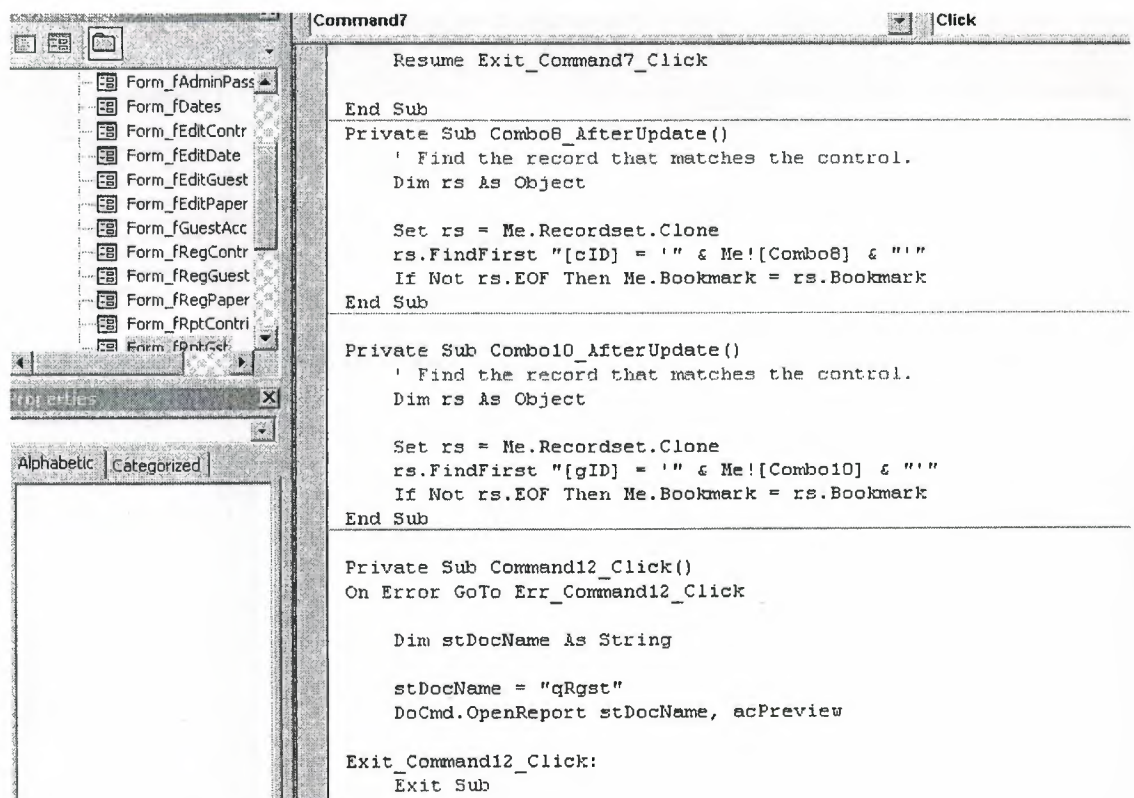 Command7
Click
Form_fAdminPass
Form_fDates
Form_fEditContr
Form_fEditDate
Form_fEditGuest
Form_fEditPaper
Form_fGuestAcc
Form_fRegContr
Form_fRegGuest
Form_fRegPaper
Form_fRptContri
Form_fRptGst
Properties
Alphabetic
Categorized
Resume Exit_Command7_Click
End Sub
Private Sub Combo8_AfterUpdate()
' Find the record that matches the control.
Dim rs As Object
Set rs = Me.Recordset.Clone
rs.FindFirst "[cID] = '" & Me![Combo8] & "'"
If Not rs.EOF Then Me.Bookmark = rs.Bookmark
End Sub
Private Sub Combo10_AfterUpdate()
' Find the record that matches the control.
Dim rs As Object
Set rs = Me.Recordset.Clone
rs.FindFirst "[gID] = '" & Me![Combo10] & "'"
If Not rs.EOF Then Me.Bookmark = rs.Bookmark
End Sub
Private Sub Command12_Click()
On Error GoTo Err_Command12_Click
Dim stDocName As String
stDocName = "qRgst"
DoCmd.OpenReport stDocName, acPreview
Exit_Command12_Click:
Exit Sub